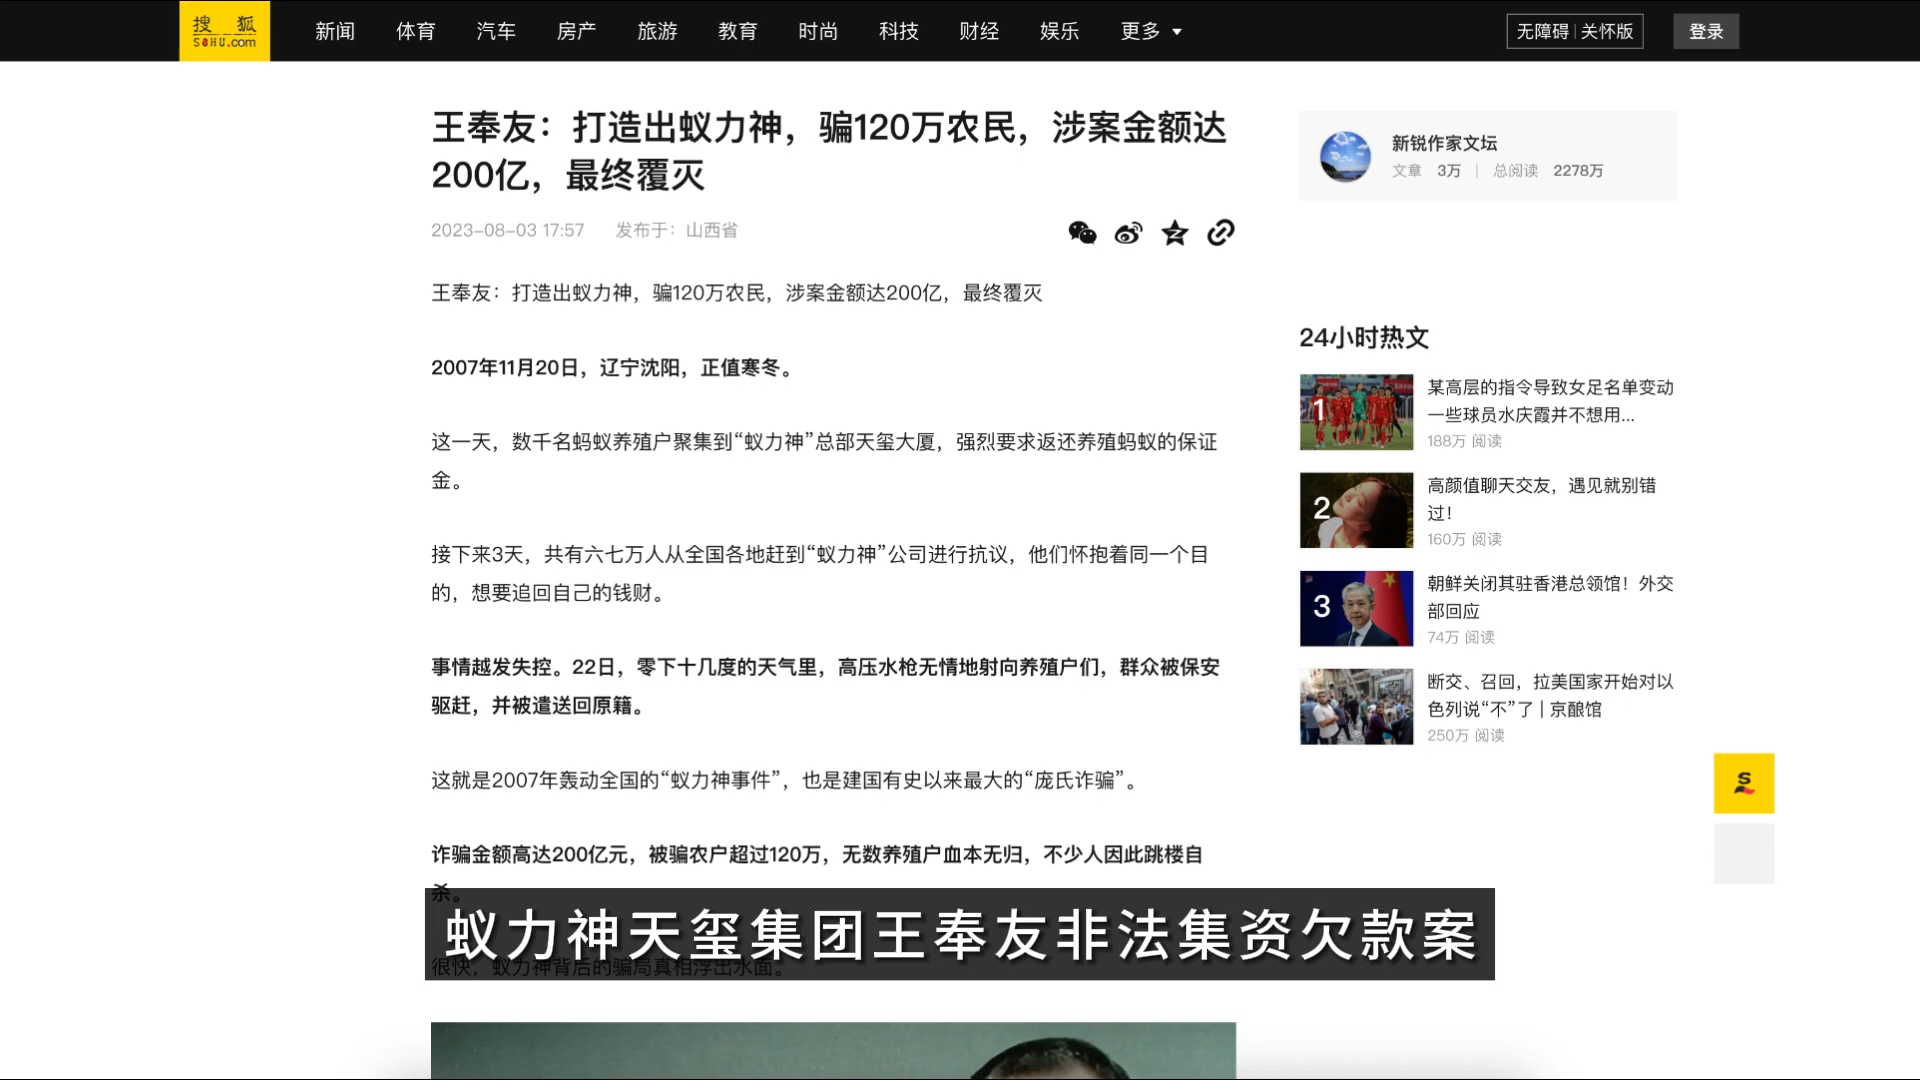 搜狐
SOHU.com
新闻 体育 汽车 房产 旅游 教育 时尚 科技 财经 娱乐 更多
无障碍 | 关怀版
登录
王奉友：打造出蚁力神，骗120万农民，涉案金额达
200亿，最终覆灭
2023-08-03 17:57 发布于：山西省
王奉友：打造出蚁力神，骗120万农民，涉案金额达200亿，最终覆灭
2007年11月20日，辽宁沈阳，正值寒冬。
这一天，数千名蚂蚁养殖户聚集到“蚁力神”总部天玺大厦，强烈要求返还养殖蚂蚁的保证
金。
接下来3天，共有六七万人从全国各地赶到“蚁力神”公司进行抗议，他们怀抱着同一个目
的，想要追回自己的钱财。
事情越发失控。22日，零下十几度的天气里，高压水枪无情地射向养殖户们，群众被保安
驱赶，并被遣送回原籍。
这就是2007年轰动全国的“蚁力神事件”，也是建国有史以来最大的“庞氏诈骗”。
诈骗金额高达200亿元，被骗农户超过120万，无数养殖户血本无归，不少人因此跳楼自
杀。
很快，蚁力神背后的骗局真相浮出水面。
蚁力神天玺集团王奉友非法集资欠款案
新锐作家文坛
文章 3万 | 总阅读 2278万
24小时热文
1
某高层的指令导致女足名单变动
一些球员水庆霞并不想用...
188万 阅读
2
高颜值聊天交友，遇见就别错
过！
160万 阅读
3
朝鲜关闭其驻香港总领馆！外交
部回应
74万 阅读
断交、召回，拉美国家开始对以
色列说“不”了 | 京酿馆
250万 阅读